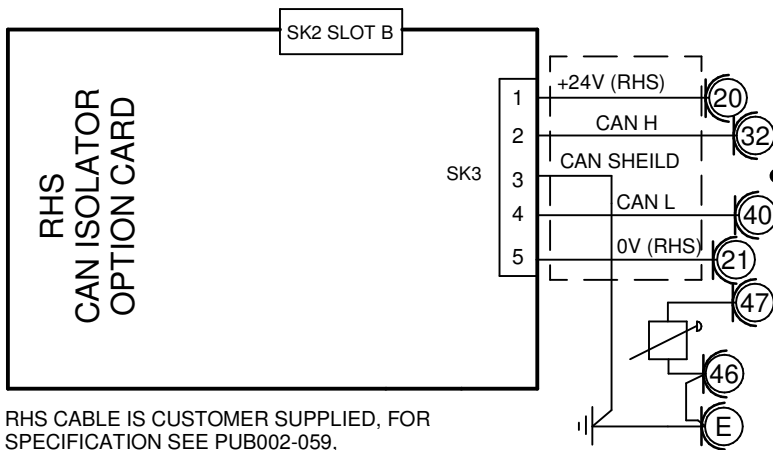 SK2 SLOT B
RHS
CAN ISOLATOR
OPTION CARD
SK3
1
+24V (RHS)
20
2
CAN H
32
3
CAN SHEILD
4
CAN L
40
5
0V (RHS)
21
47
46
E
RHS CABLE IS CUSTOMER SUPPLIED, FOR
SPECIFICATION SEE PUB002-059,